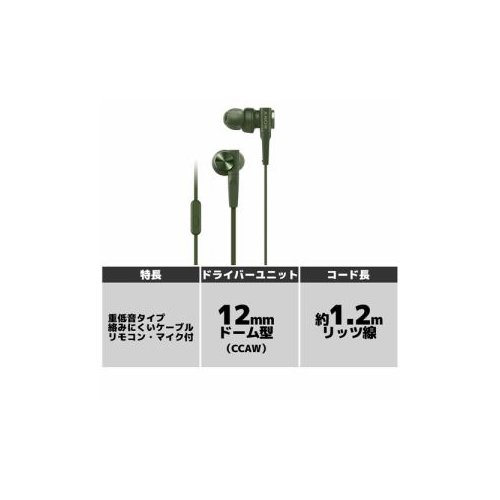 特長
ドライバーユニット
コード長
重低音タイプ
絡みにくいケーブル
リモコン・マイク付
12mm
ドーム型
（CCAW）
約1.2m
リッツ線